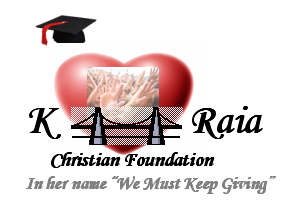 K Raia
Christian Foundation
In her name "We Must Keep Giving"